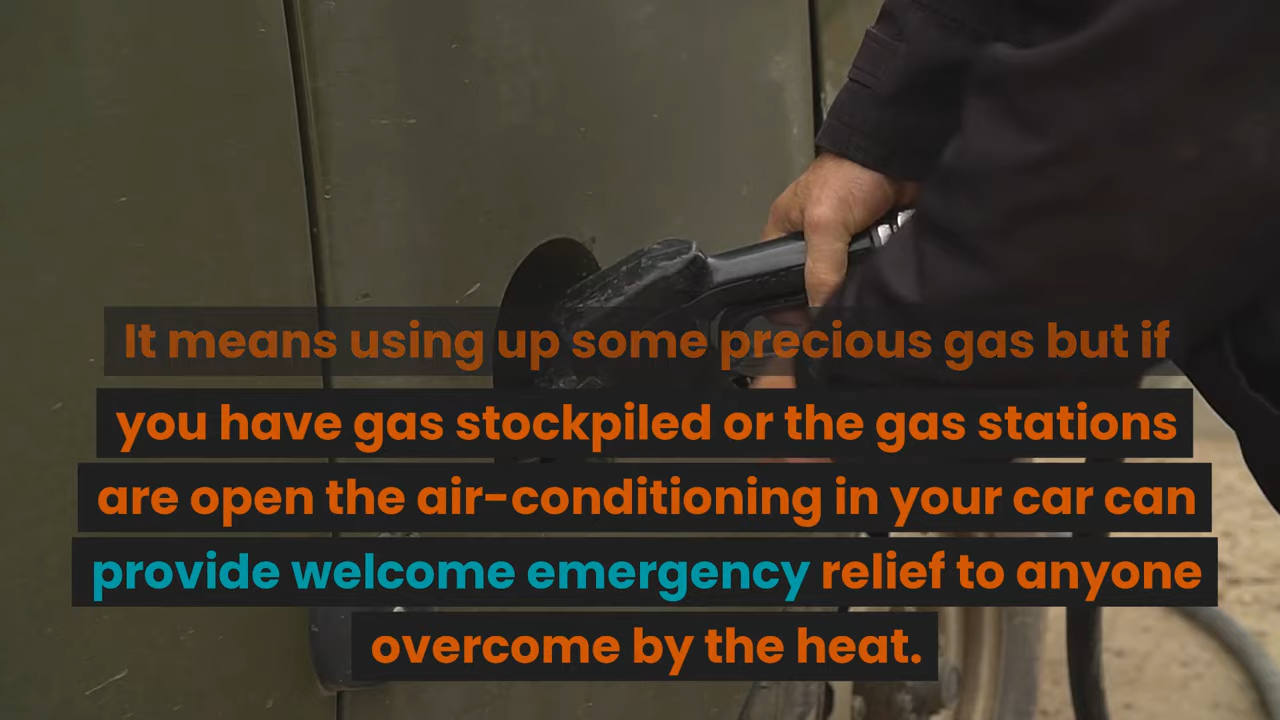 It means using up some precious gas but if
you have gas stockpiled or the gas stations
are open the air-conditioning in your car can
provide welcome emergency relief to anyone
overcome by the heat.